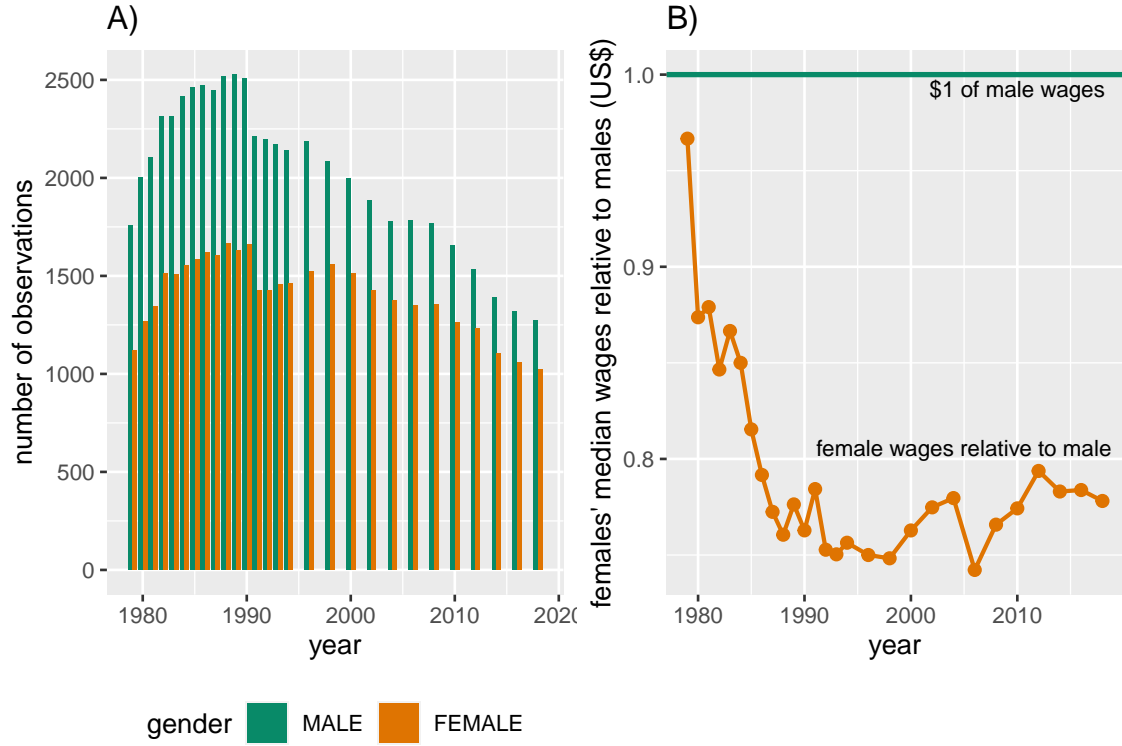 A)
number of observations
2500
2000
1500
1000
500
0
1980
1990
2000
2010
2020
year
B)
females' median wages relative to males (US$)
1.0
0.9
0.8
$1 of male wages
female wages relative to male
1980
1990
2000
2010
year
gender
MALE
FEMALE